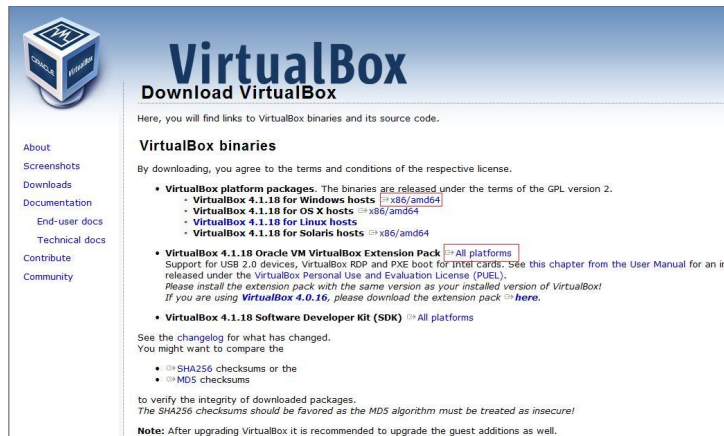 ORACLE
VirtualBox
VirtualBox
Download VirtualBox
Here, you will find links to VirtualBox binaries and its source code.
About
Screenshots
Downloads
Documentation
End-user docs
Technical docs
Contribute
Community
VirtualBox binaries
By downloading, you agree to the terms and conditions of the respective license.
• VirtualBox platform packages. The binaries are released under the terms of the GPL version 2.
• VirtualBox 4.1.18 for Windows hosts x86/amd64
• VirtualBox 4.1.18 for OS X hosts x86/amd64
• VirtualBox 4.1.18 for Linux hosts
• VirtualBox 4.1.18 for Solaris hosts x86/amd64
• VirtualBox 4.1.18 Oracle VM VirtualBox Extension Pack All platforms
Support for USB 2.0 devices, VirtualBox RDP and PXE boot for Intel cards. See this chapter from the User Manual for an i
released under the VirtualBox Personal Use and Evaluation License (PUEL).
Please install the extension pack with the same version as your installed version of VirtualBox!
If you are using VirtualBox 4.0.16, please download the extension pack here.
• VirtualBox 4.1.18 Software Developer Kit (SDK) All platforms
See the changelog for what has changed.
You might want to compare the
• SHA256 checksums or the
• MD5 checksums
to verify the integrity of downloaded packages.
The SHA256 checksums should be favored as the MD5 algorithm must be treated as insecure!
Note: After upgrading VirtualBox it is recommended to upgrade the guest additions as well.